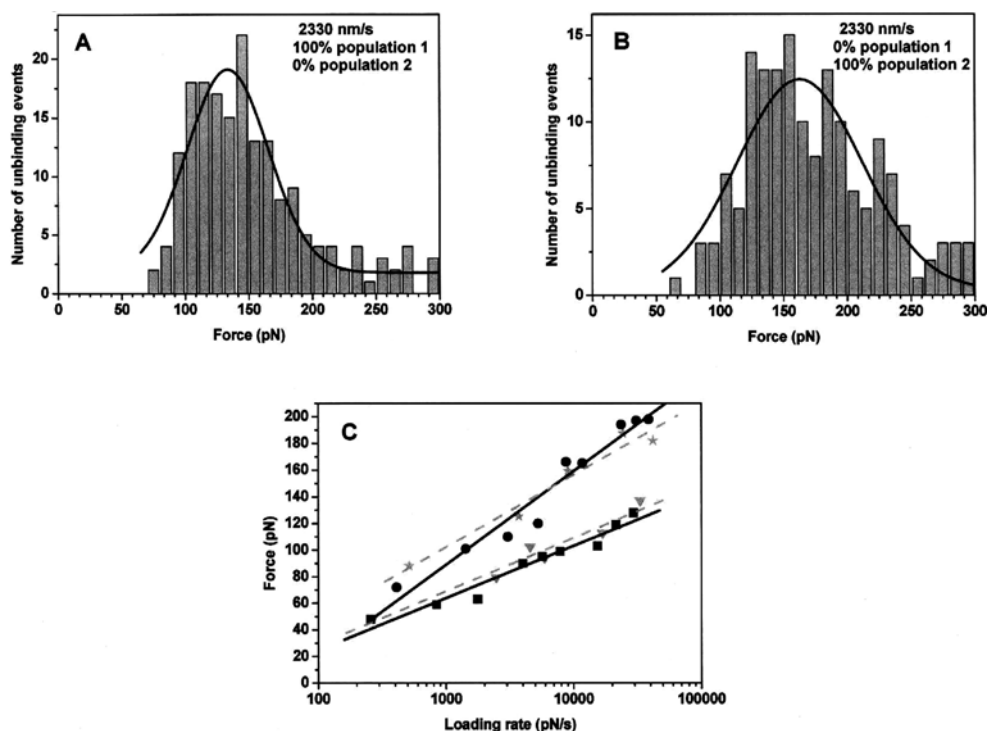 A
2330 nm/s
100% population 1
0% population 2
Number of unbinding events
20
15
10
5
0
0
50
100
150
200
250
300
Force (pN)
B
2330 nm/s
0% population 1
100% population 2
Number of unbinding events
15
10
5
0
0
50
100
150
200
250
300
Force (pN)
C
Force (pN)
200
180
160
140
120
100
80
60
40
20
0
100
1000
10000
100000
Loading rate (pN/s)